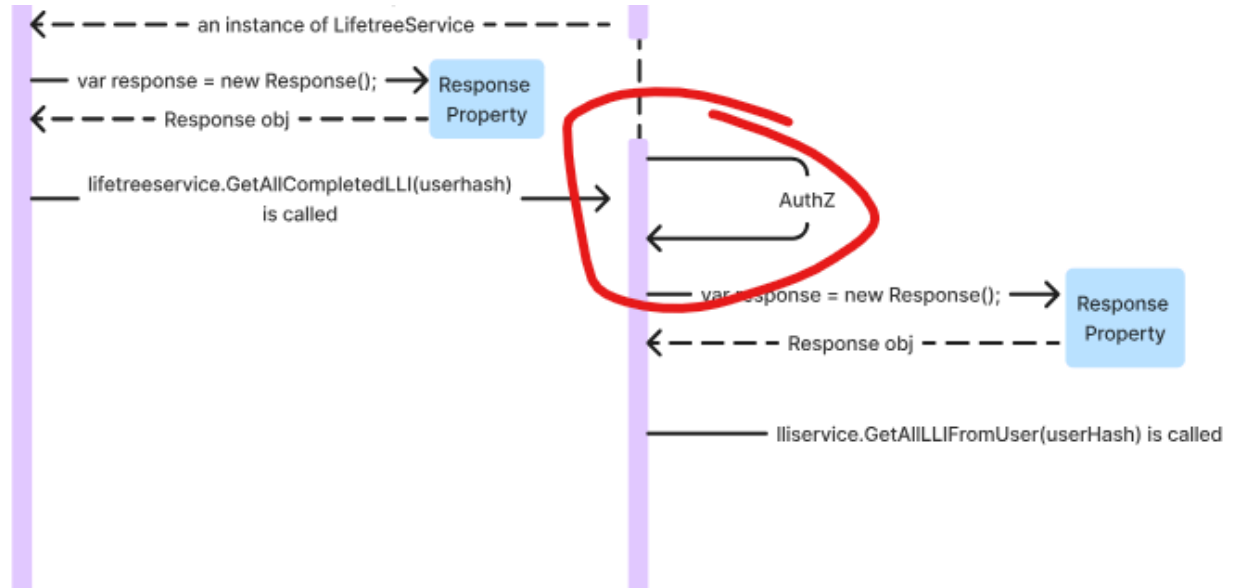 an instance of LifetreeService
var response = new Response();
Response
Property
Response obj
lifetreeservice.GetAllCompletedLLI(userhash)
is called
AuthZ
var response = new Response();
Response
Property
Response obj
lliservice.GetAllLLIFromUser(userHash) is called